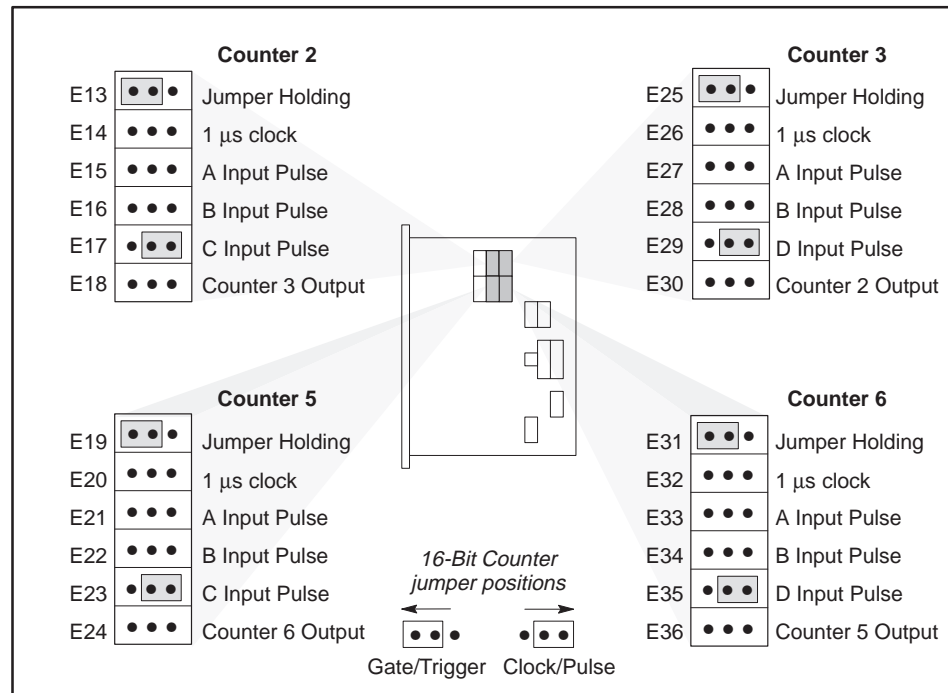 Counter 2
E13 Jumper Holding
E14 1 μs clock
E15 A Input Pulse
E16 B Input Pulse
E17 C Input Pulse
E18 Counter 3 Output
Counter 3
E25 Jumper Holding
E26 1 μs clock
E27 A Input Pulse
E28 B Input Pulse
E29 D Input Pulse
E30 Counter 2 Output
Counter 5
E19 Jumper Holding
E20 1 μs clock
E21 A Input Pulse
E22 B Input Pulse
E23 C Input Pulse
E24 Counter 6 Output
Counter 6
E31 Jumper Holding
E32 1 μs clock
E33 A Input Pulse
E34 B Input Pulse
E35 D Input Pulse
E36 Counter 5 Output
16-Bit Counter
jumper positions
Gate/Trigger Clock/Pulse